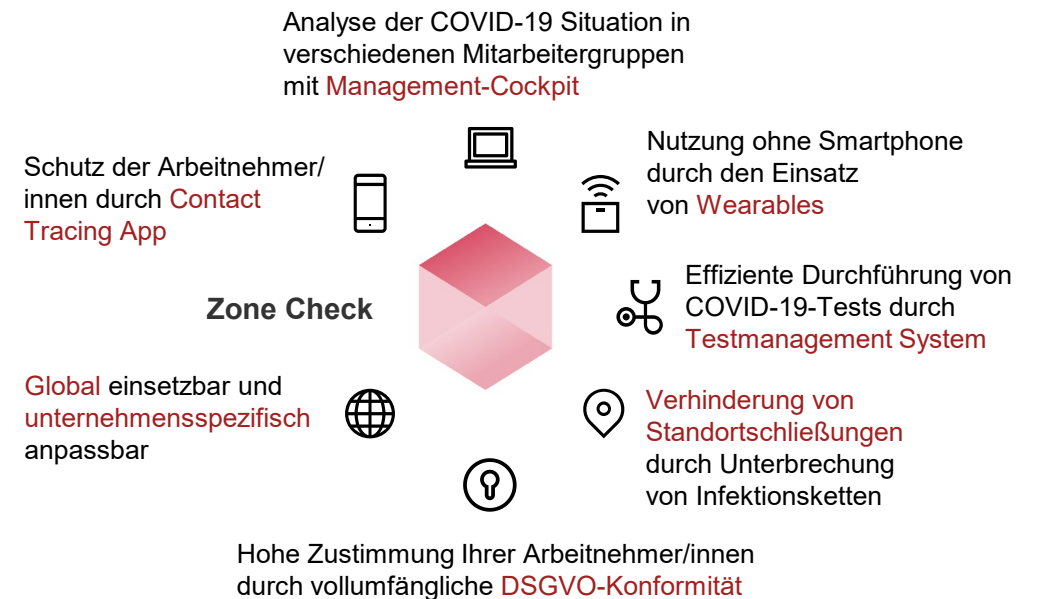 Analyse der COVID-19 Situation in
verschiedenen Mitarbeitergruppen
mit Management-Cockpit
Schutz der Arbeitnehmer/
innen durch Contact
Tracing App
Nutzung ohne Smartphone
durch den Einsatz
von Wearables
Zone Check
Effiziente Durchführung von
COVID-19-Tests durch
Testmanagement System
Global einsetzbar und
unternehmensspezifisch
anpassbar
Verhinderung von
Standortschließungen
durch Unterbrechung
von Infektionsketten
Hohe Zustimmung Ihrer Arbeitnehmer/innen
durch vollumfängliche DSGVO-Konformität